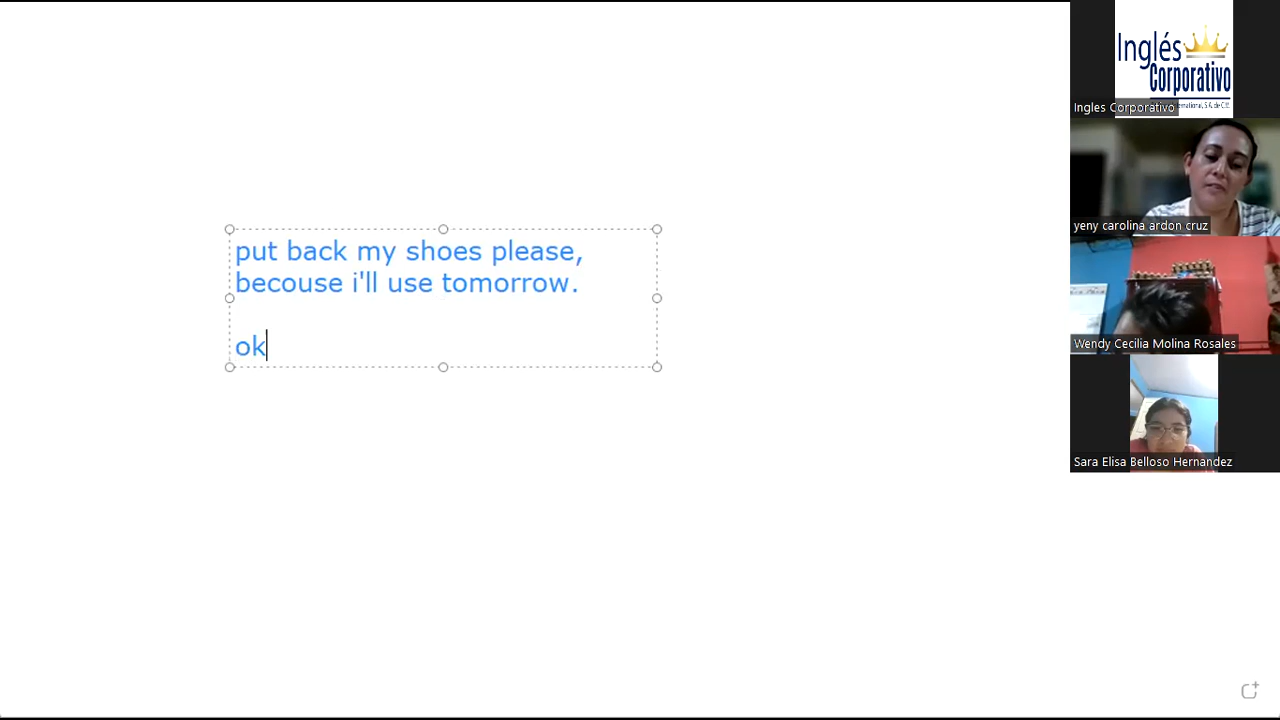 put back my shoes please,
becouse i'll use tomorrow.
ok
Inglés
Corporativo
Ingles Corporativo
yeny carolina ardon cruz
Wendy Cecilia Molina Rosales
Sara Elisa Belloso Hernandez